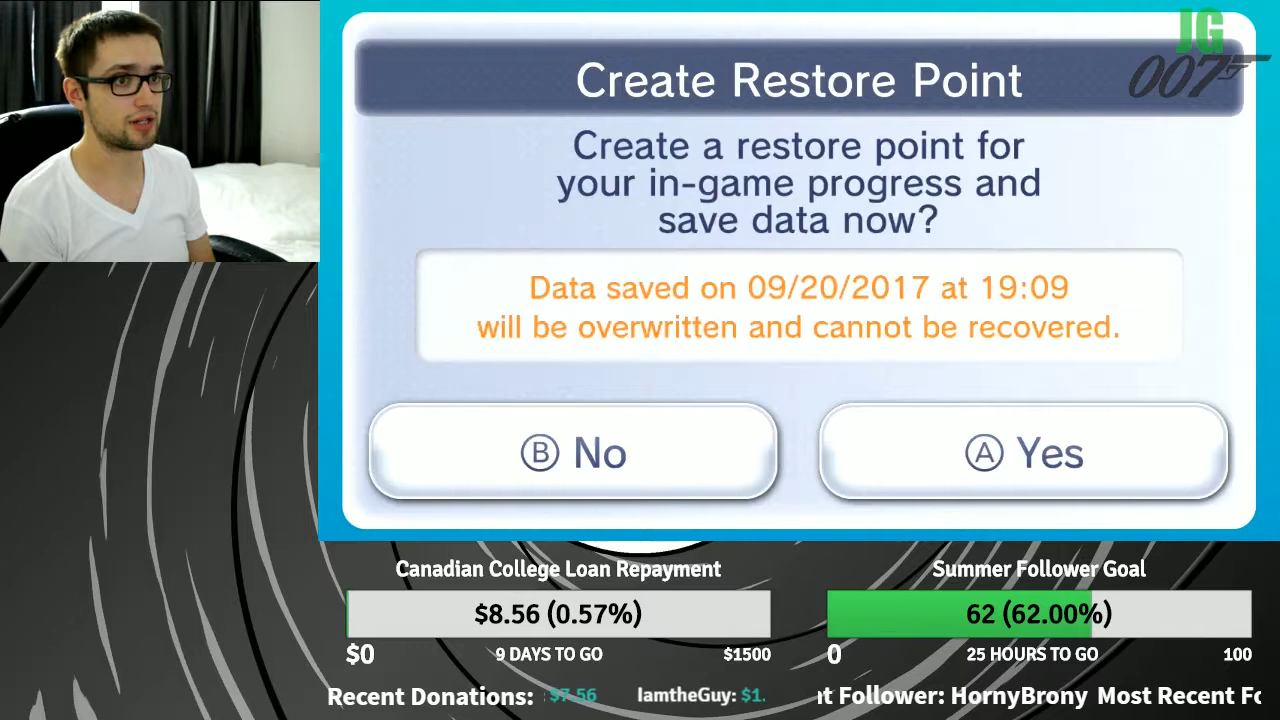 JG
007
Create Restore Point
Create a restore point for
your in-game progress and
save data now?
Data saved on 09/20/2017 at 19:09
will be overwritten and cannot be recovered.
B No
A Yes
Canadian College Loan Repayment
$8.56 (0.57%)
$0 9 DAYS TO GO $1500
Summer Follower Goal
62 (62.00%)
0 25 HOURS TO GO 100
Recent Donations: $7.56 IamtheGuy: $1.
Follower: HornyBrony Most Recent